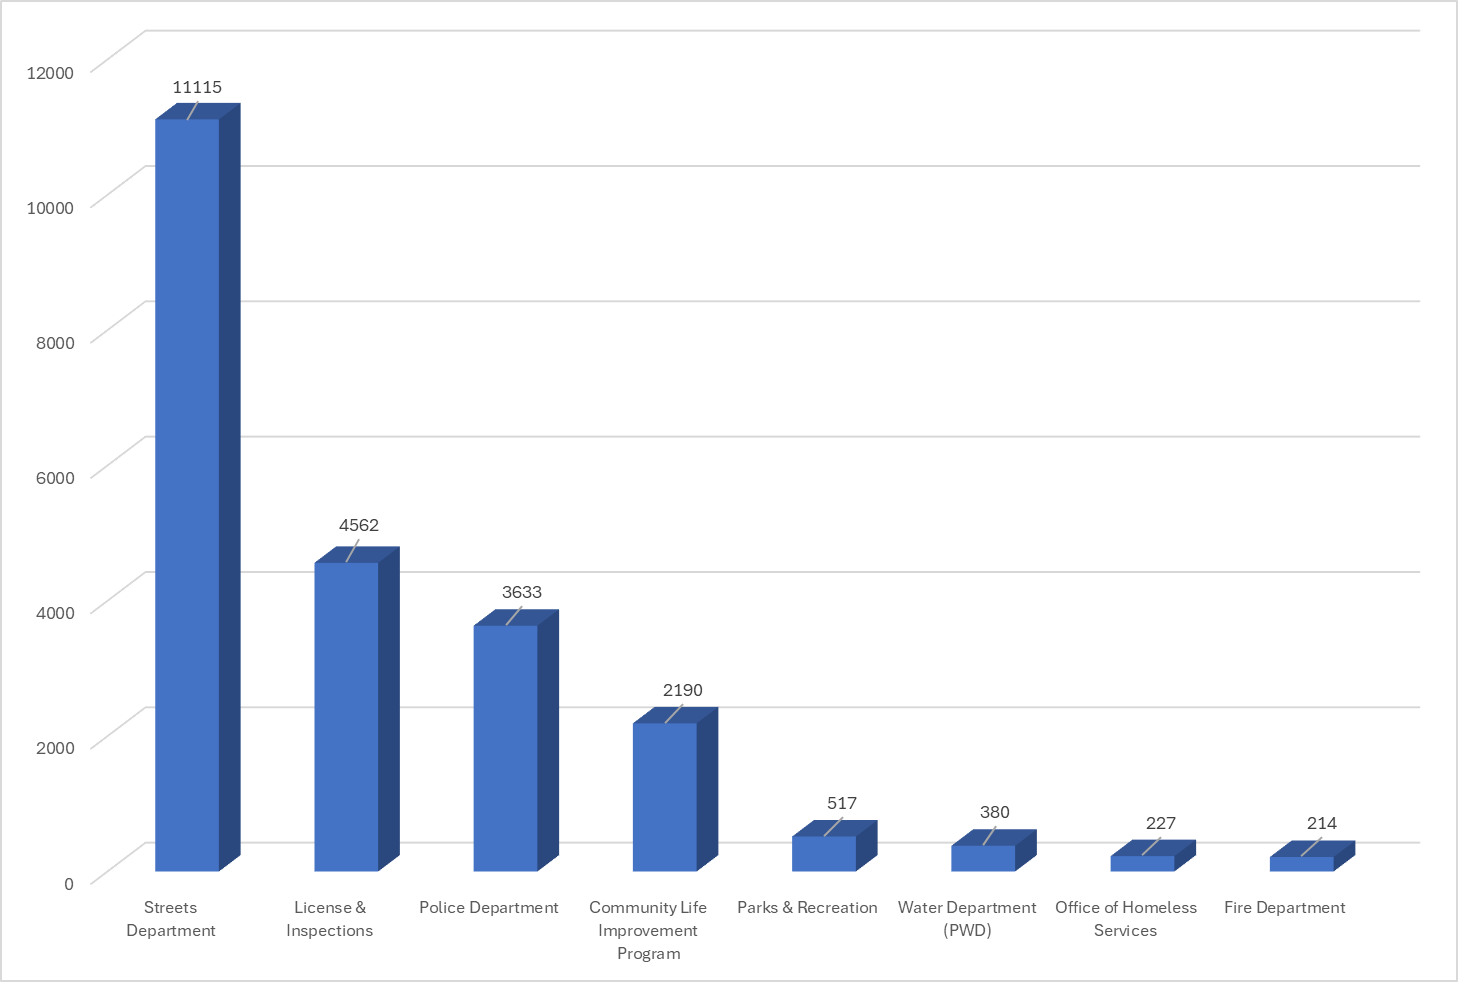 12000
10000
8000
6000
4000
2000
0
11115
4562
3633
2190
517
380
227
214
Streets
Department
License &
Inspections
Police Department
Community Life
Improvement
Program
Parks & Recreation
Water Department
(PWD)
Office of Homeless
Services
Fire Department